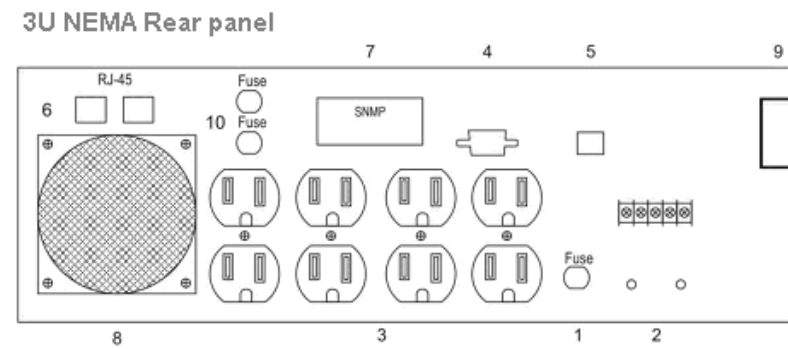 3U NEMA Rear panel
7 4 5 9
RJ-45 Fuse
6 SNMP
10 Fuse
Fuse
8 3 1 2